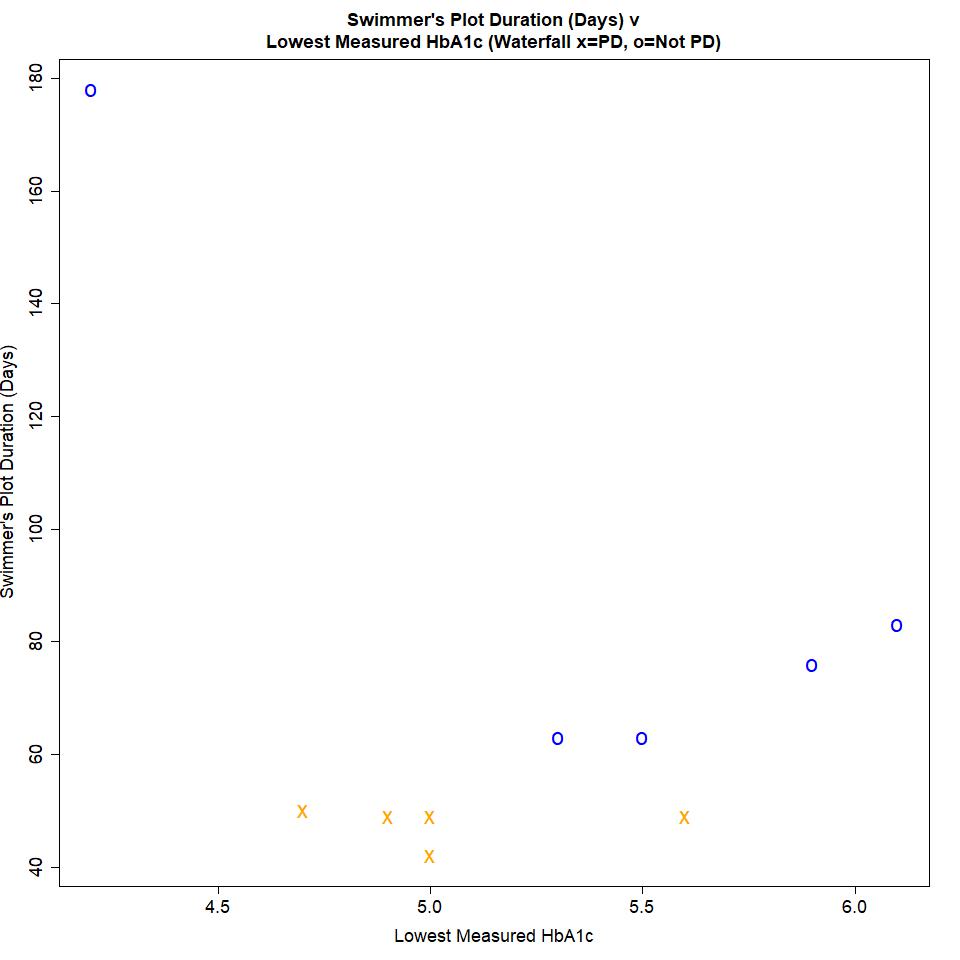 Swimmer's Plot Duration (Days) v
Lowest Measured HbA1c (Waterfall x=PD, o=Not PD)
Swimmer's Plot Duration (Days)
180
160
140
120
100
80
60
40
o
o
o
o
o
x
x
x
x
x
4.5
5.0
5.5
6.0
Lowest Measured HbA1c